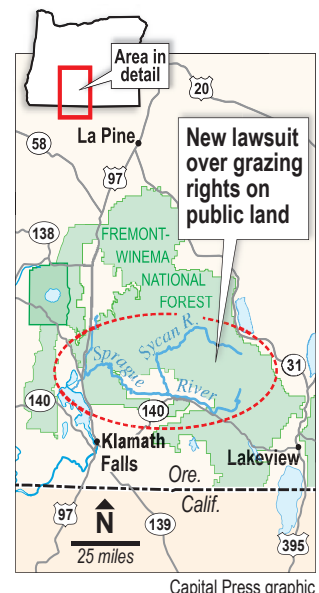 Area in
detail
20
58
La Pine
97
New lawsuit
over grazing
rights on
public land
138
FREMONT-
WINEMA
NATIONAL
FOREST
Sycan R.
Sprague
River
31
140
140
Klamath
Falls
Lakeview
Ore.
Calif.
97
N
25 miles
139
395
Capital Press graphic